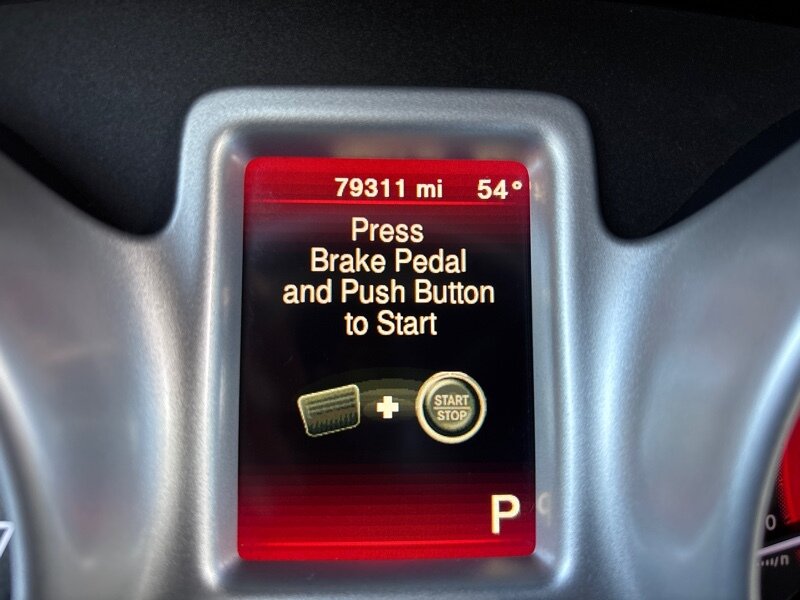 79311 mi 54°
Press
Brake Pedal
and Push Button
to Start
START
STOP
P